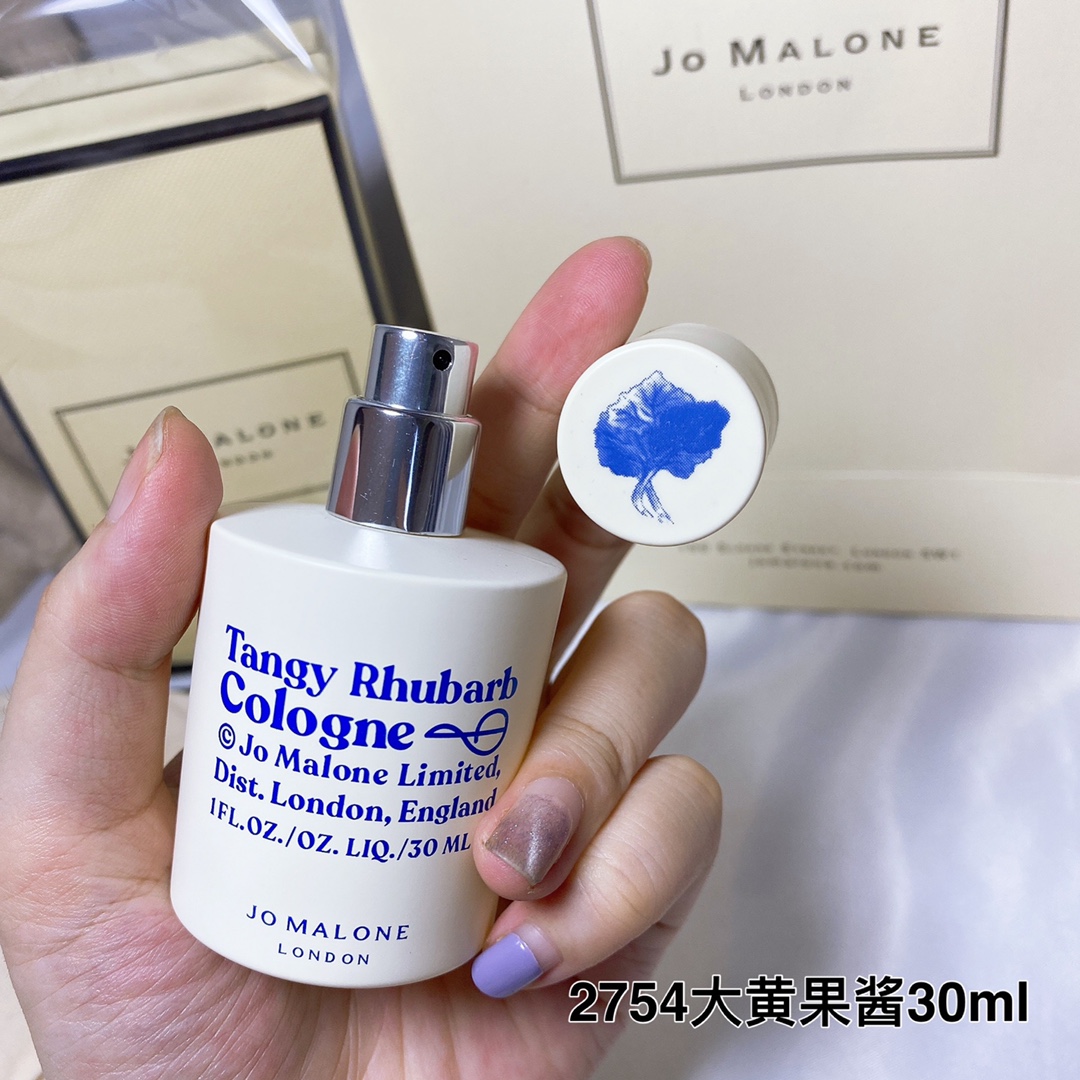 JO MALONE
LONDON
LONDON
Tangy Rhubarb
Cologne
© Jo Malone Limited,
Dist. London, England
1FL.OZ./OZ. LIQ./30 ML
JO MALONE
LONDON
2754大黄果酱30ml